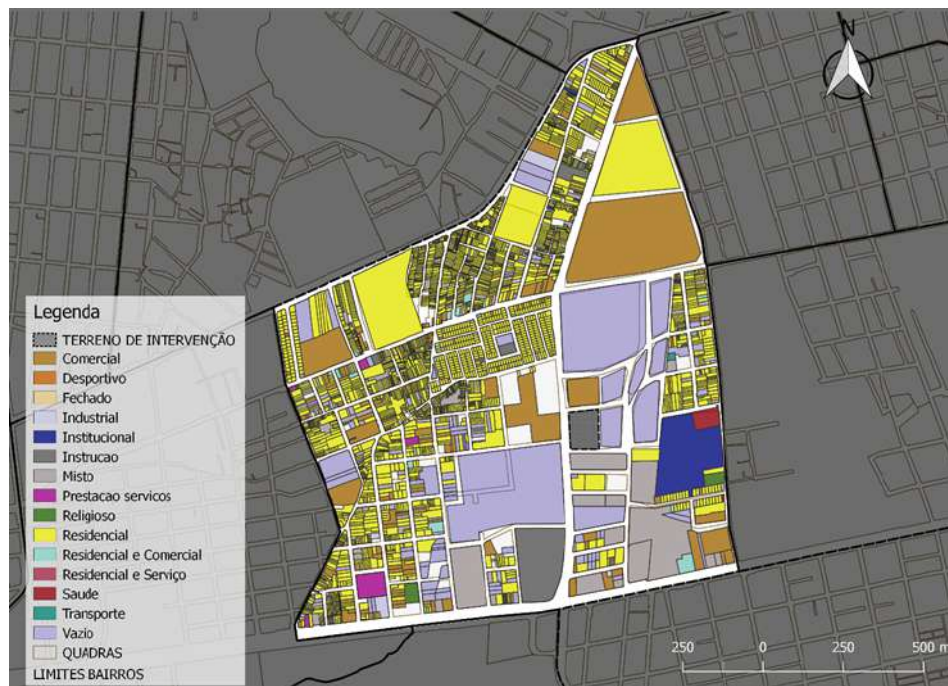 N
Legenda
TERRENO DE INTERVENÇÃO
Comercial
Desportivo
Fechado
Industrial
Institucional
Instrucao
Misto
Prestacao servicos
Religioso
Residencial
Residencial e Comercial
Residencial e Serviço
Saude
Transporte
Vazio
QUADRAS
LIMITES BAIRROS
250 0 250 500 m